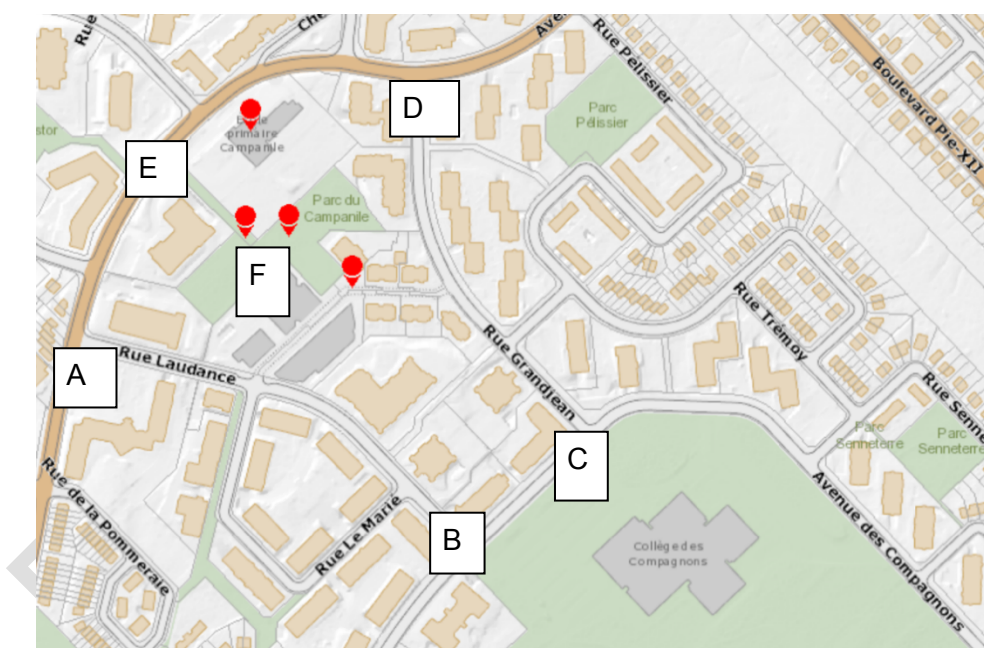 Rue
Che
Ave
Rue Pélissier
Boulevard Pie-XII
D
École
primaire
Campanile
Parc
Pélissier
stor
E
Parc du
Campanile
F
Rue Trémoy
Rue Grandjean
A
Rue Laudance
Rue Senne
Parc
Senneterre
Parc
Senneterre
C
Rue de la Pommeraie
Rue Le Marie
B
Avenue des Compagnons
Collège des
Compagnons